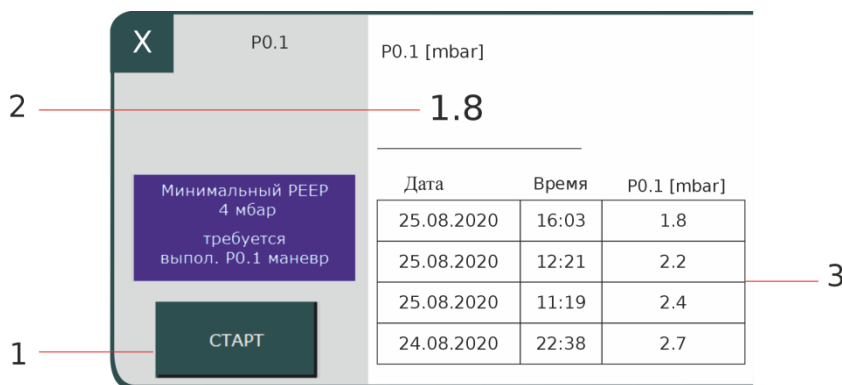 X
P0.1
P0.1 [mbar]
2
1.8
Минимальный PEEP
4 мбар
требуется
выпол. P0.1 маневр
Дата Время P0.1 [mbar]
25.08.2020 16:03 1.8
25.08.2020 12:21 2.2
25.08.2020 11:19 2.4
24.08.2020 22:38 2.7
3
1
СТАРТ